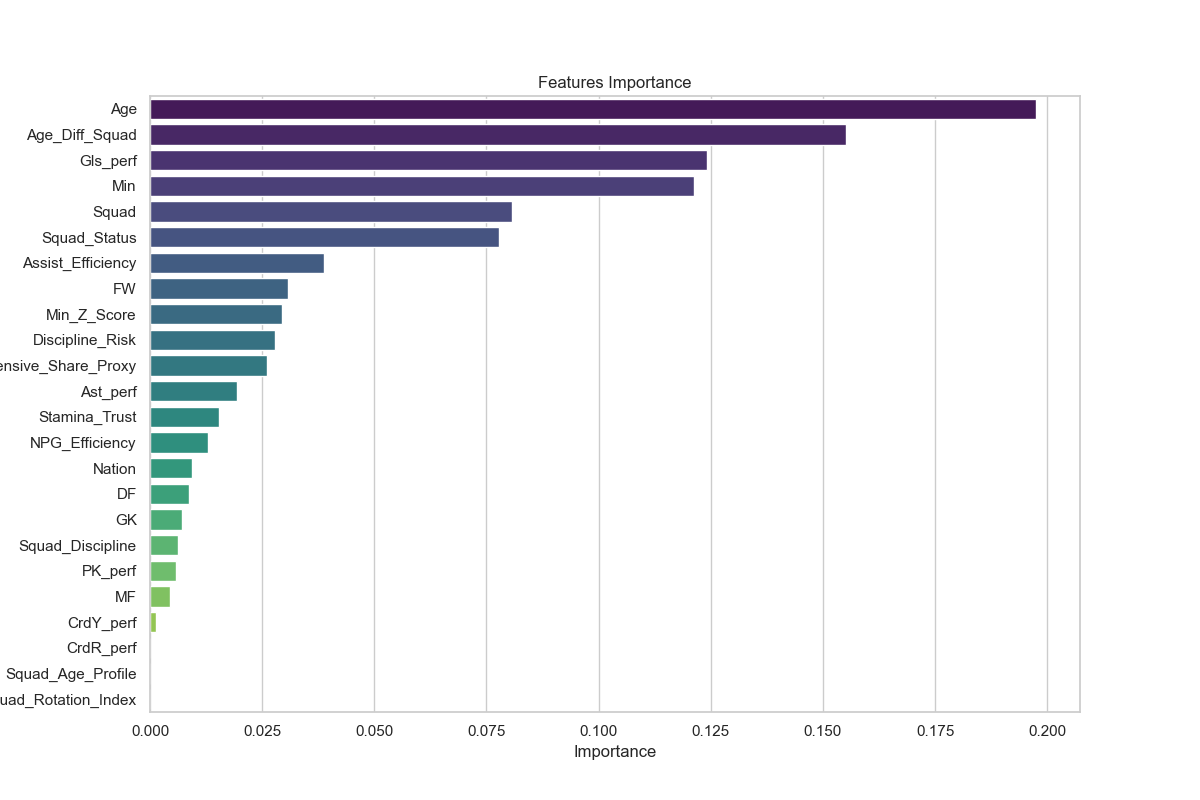 Features Importance
Age
Age_Diff_Squad
Gls_perf
Min
Squad
Squad_Status
Assist_Efficiency
FW
Min_Z_Score
Discipline_Risk
ensive_Share_Proxy
Ast_perf
Stamina_Trust
NPG_Efficiency
Nation
DF
GK
Squad_Discipline
PK_perf
MF
CrdY_perf
CrdR_perf
Squad_Age_Profile
uad_Rotation_Index
0.000 0.025 0.050 0.075 0.100 0.125 0.150 0.175 0.200
Importance